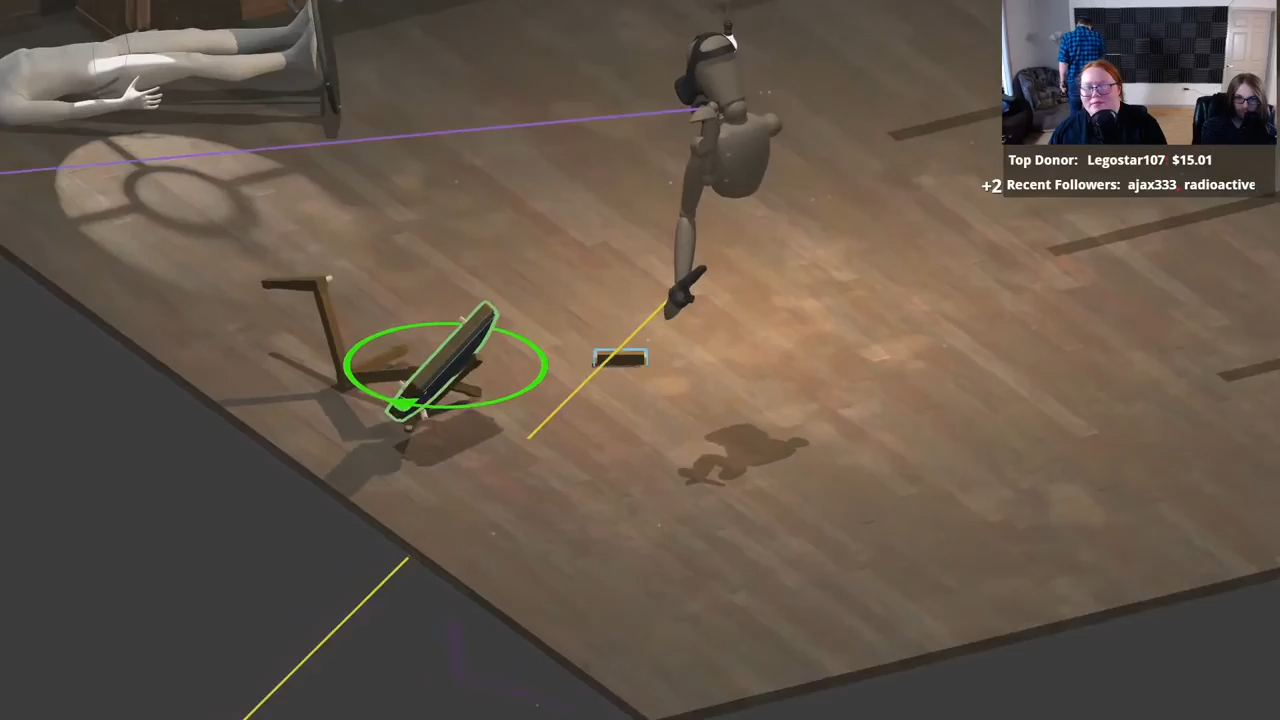 Top Donor: Legostar107 $15.01
+2 Recent Followers: ajax333 radioactive